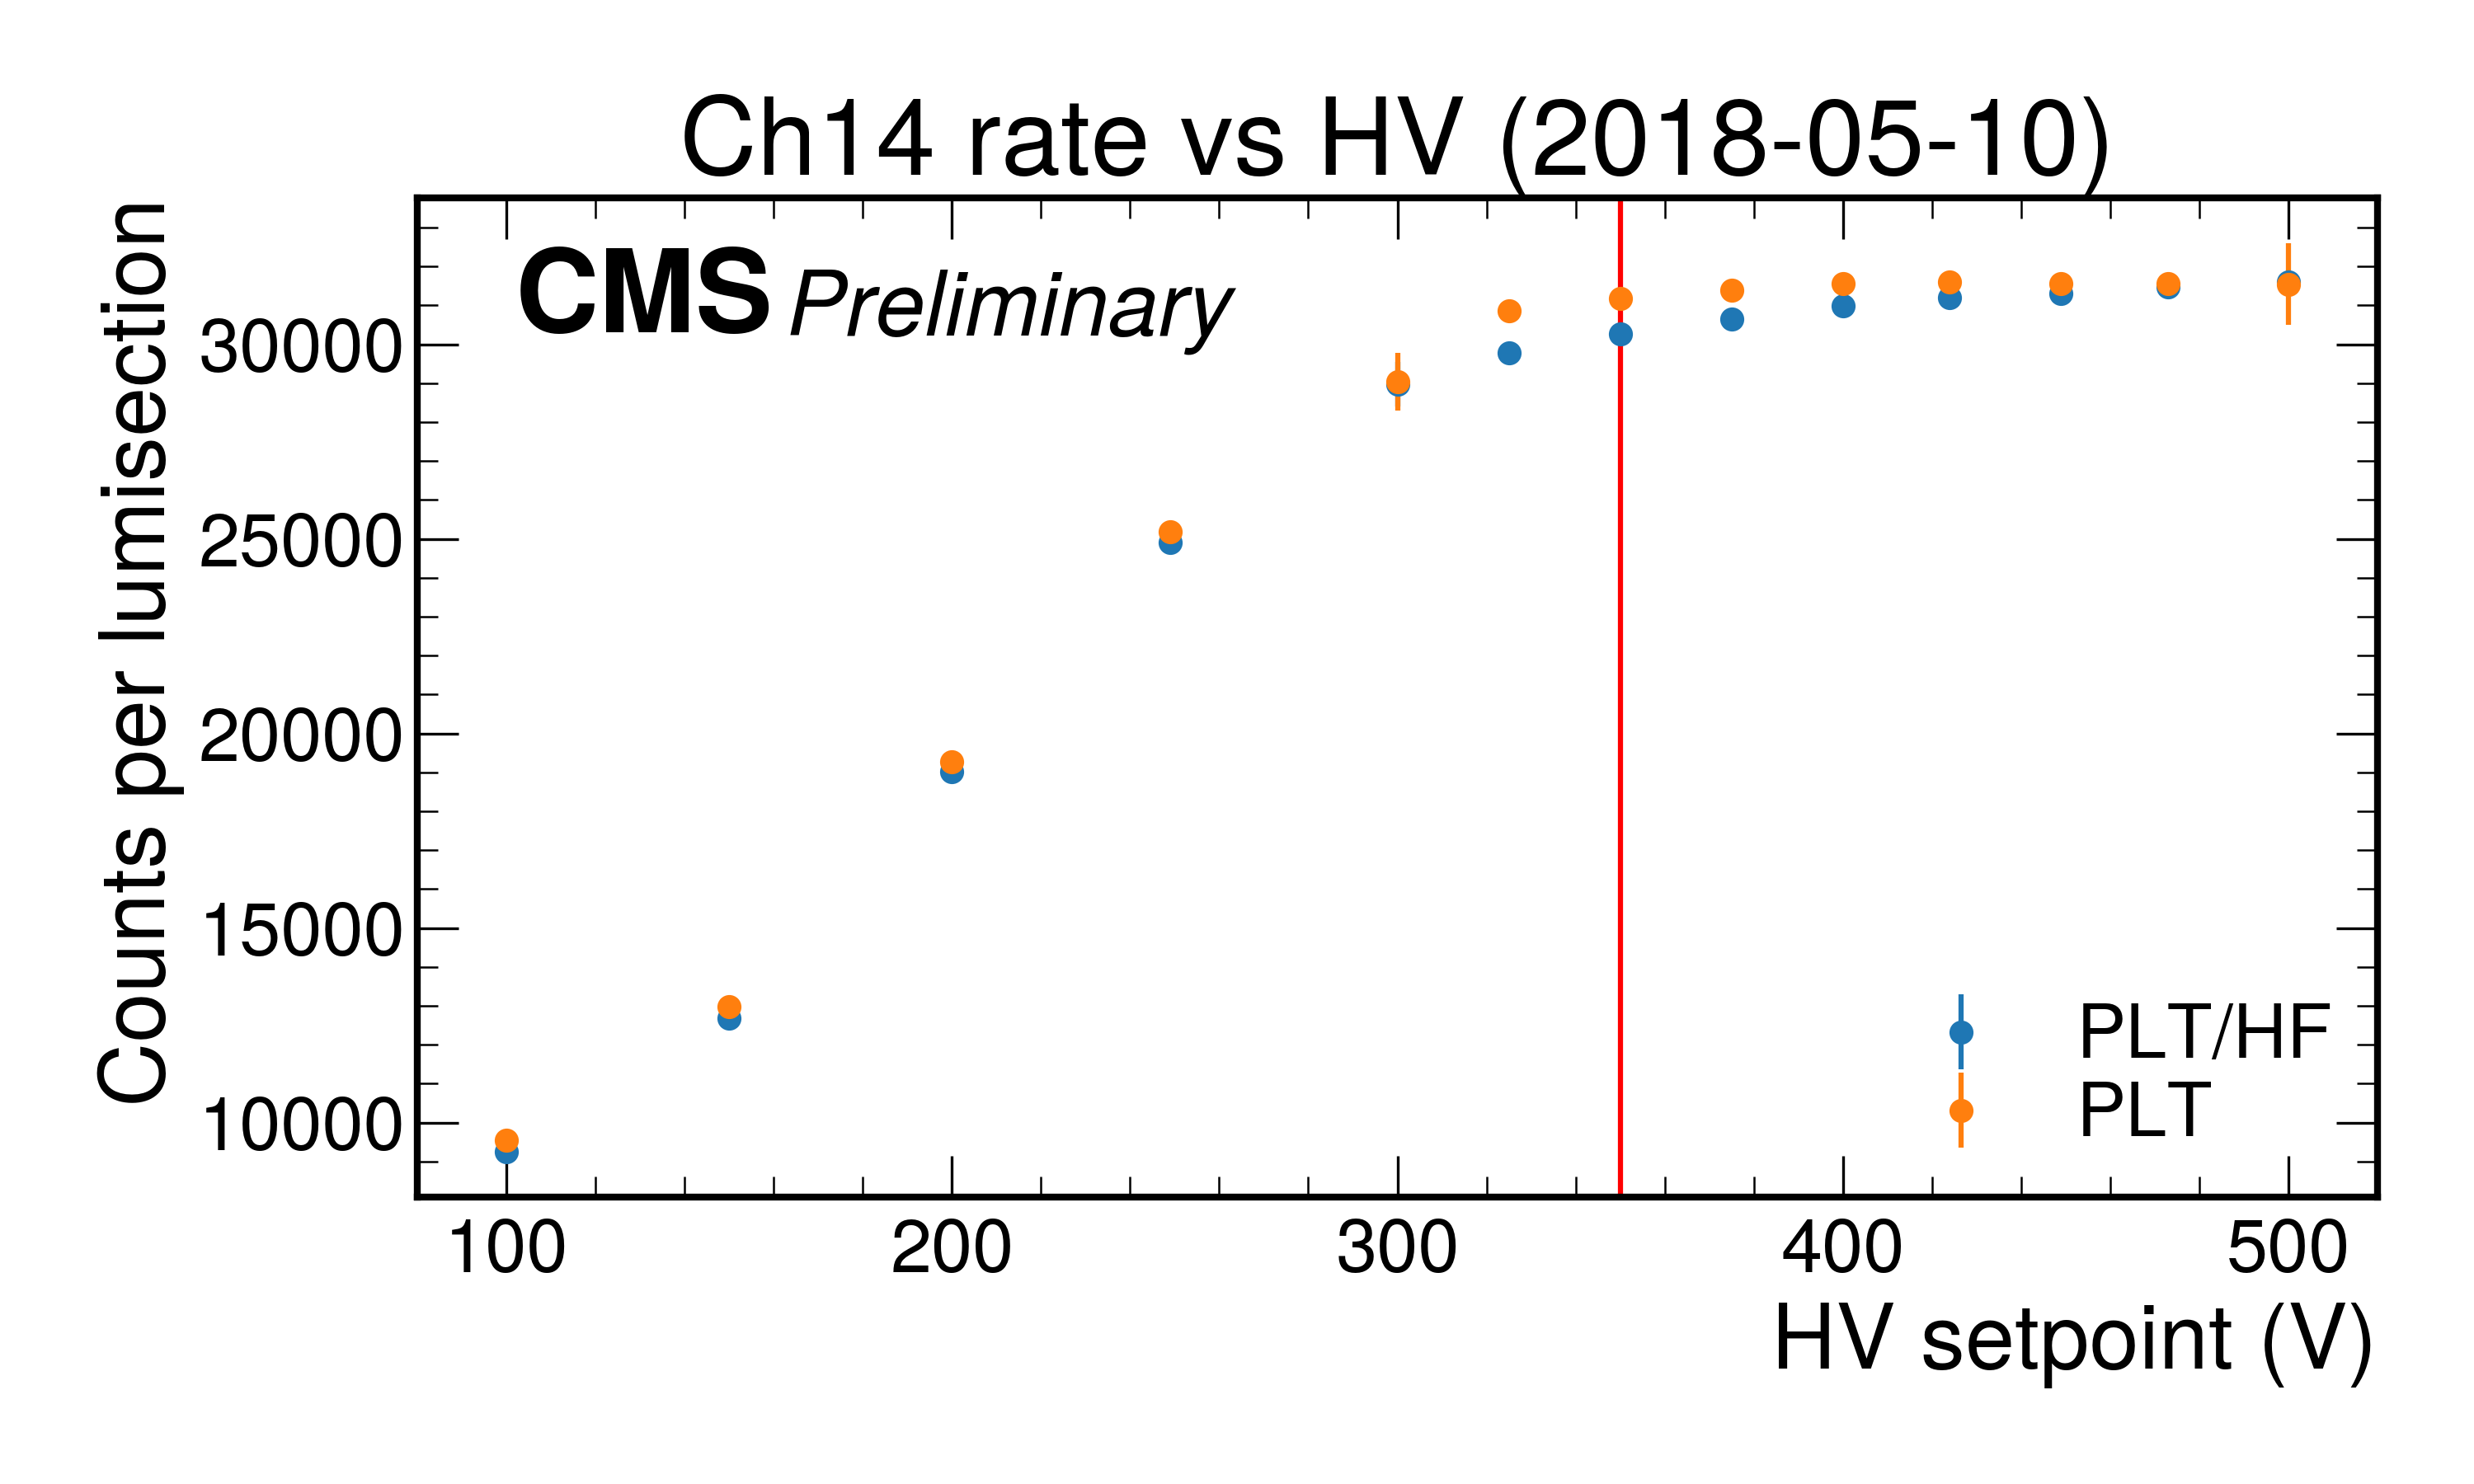 Ch14 rate vs HV (2018-05-10)
CMS Preliminary
Counts per lumisection
30000
25000
20000
15000
10000
PLT/HF
PLT
100 200 300 400 500
HV setpoint (V)